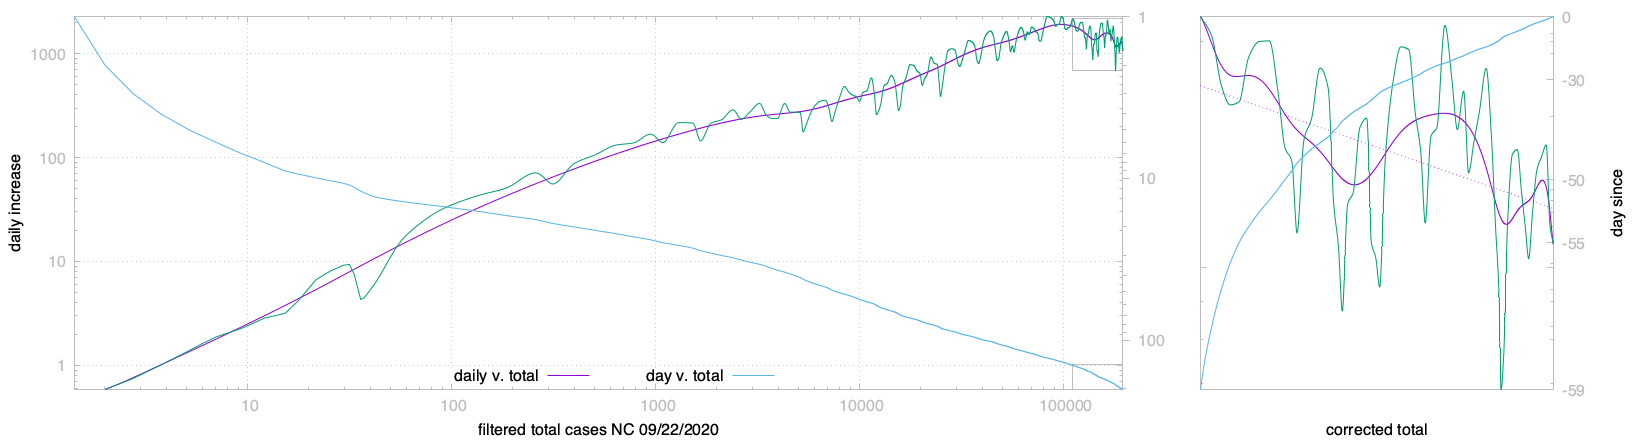 1000
100
10
1
daily increase
10
100
1000
10000
100000
filtered total cases NC 09/22/2020
daily v. total
day v. total
1
10
100
0
-30
-50
-55
-59
day since
corrected total